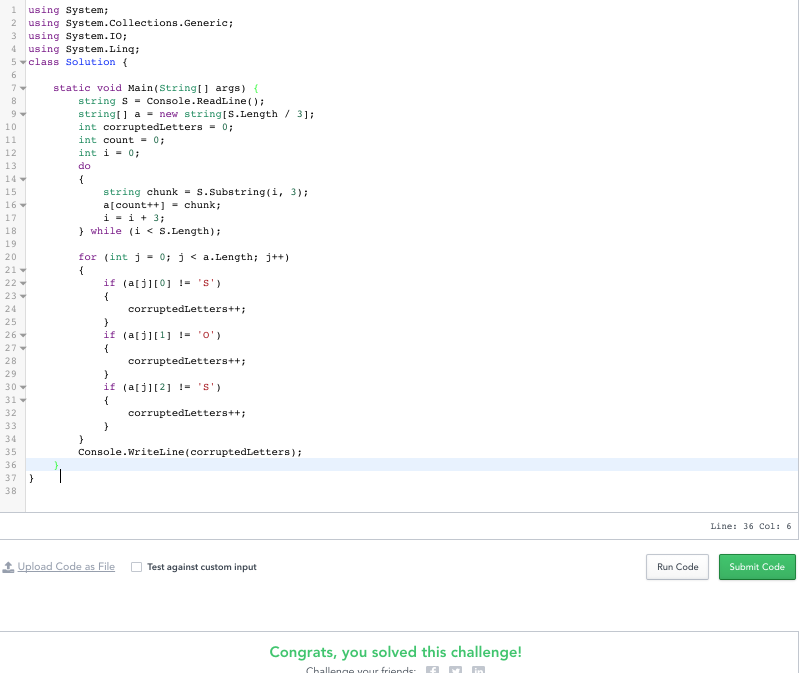 1 using System;
2 using System.Collections.Generic;
3 using System.IO;
4 using System.Linq;
5 class Solution {
6
7     static void Main(String[] args) {
8         string S = Console.ReadLine();
9         string[] a = new string[S.Length / 3];
10         int corruptedLetters = 0;
11         int count = 0;
12         int i = 0;
13         do
14         {
15             string chunk = S.Substring(i, 3);
16             a[count++] = chunk;
17             i = i + 3;
18         } while (i < S.Length);
19
20         for (int j = 0; j < a.Length; j++)
21         {
22             if (a[j][0] != 'S')
23             {
24                 corruptedLetters++;
25             }
26             if (a[j][1] != 'O')
27             {
28                 corruptedLetters++;
29             }
30             if (a[j][2] != 'S')
31             {
32                 corruptedLetters++;
33             }
34         }
35         Console.WriteLine(corruptedLetters);
36     }
37 }
38
Line: 36 Col: 6
Upload Code as File Test against custom input Run Code Submit Code
Congrats, you solved this challenge!
Challenge your friends: